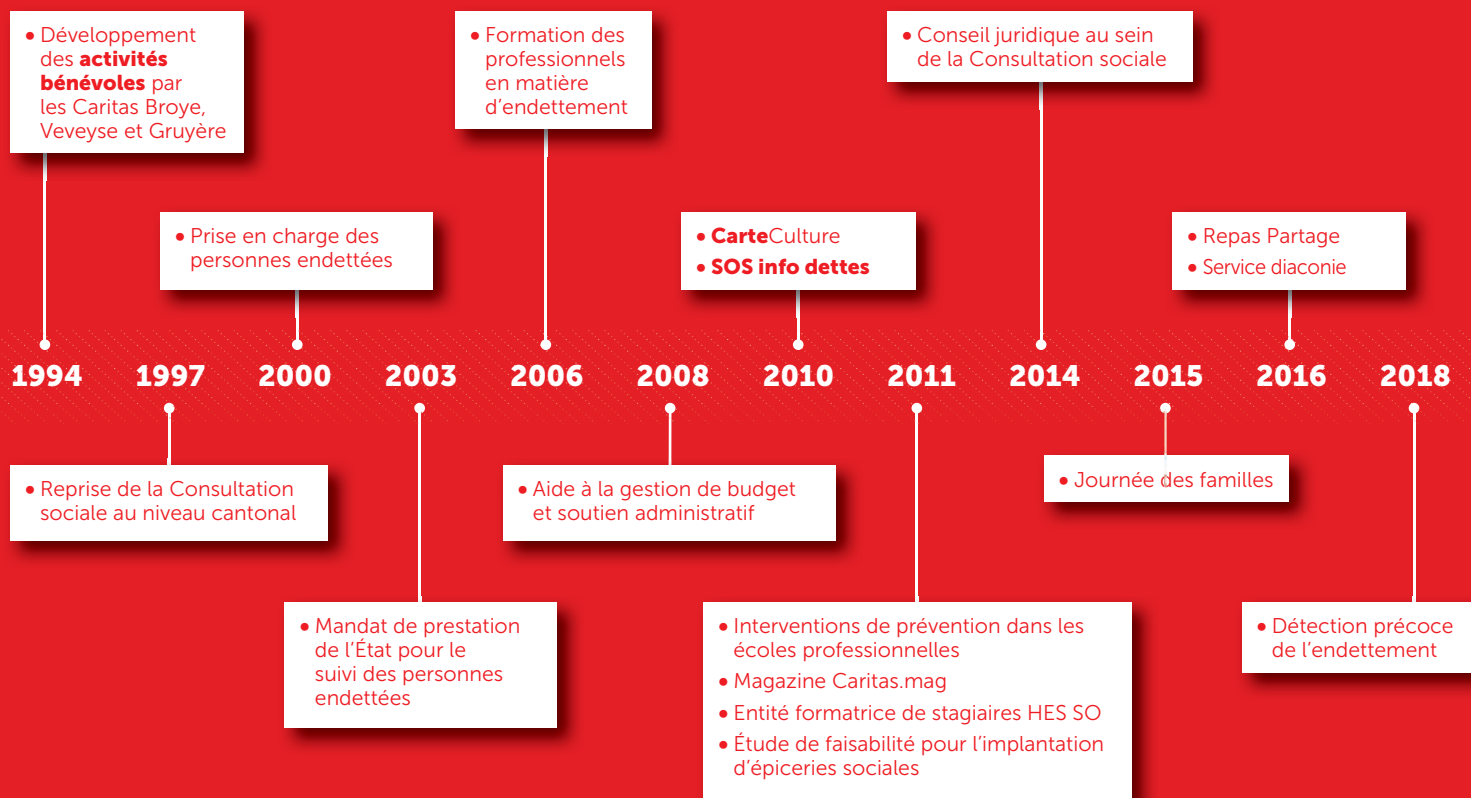 • Développement
des activités
bénévoles par
les Caritas Broye,
Veveyse et Gruyère
• Formation des
professionnels
en matière
d'endettement
• Conseil juridique au sein
de la Consultation sociale
• Prise en charge des
personnes endettées
• CarteCulture
• SOS info dettes
• Repas Partage
• Service diaconie
1994 1997 2000 2003 2006 2008 2010 2011 2014 2015 2016 2018
• Reprise de la Consultation
sociale au niveau cantonal
• Aide à la gestion de budget
et soutien administratif
• Journée des familles
• Mandat de prestation
de l'État pour le
suivi des personnes
endettées
• Interventions de prévention dans les
écoles professionnelles
• Magazine Caritas.mag
• Entité formatrice de stagiaires HES SO
• Étude de faisabilité pour l'implantation
d'épiceries sociales
• Détection précoce
de l'endettement